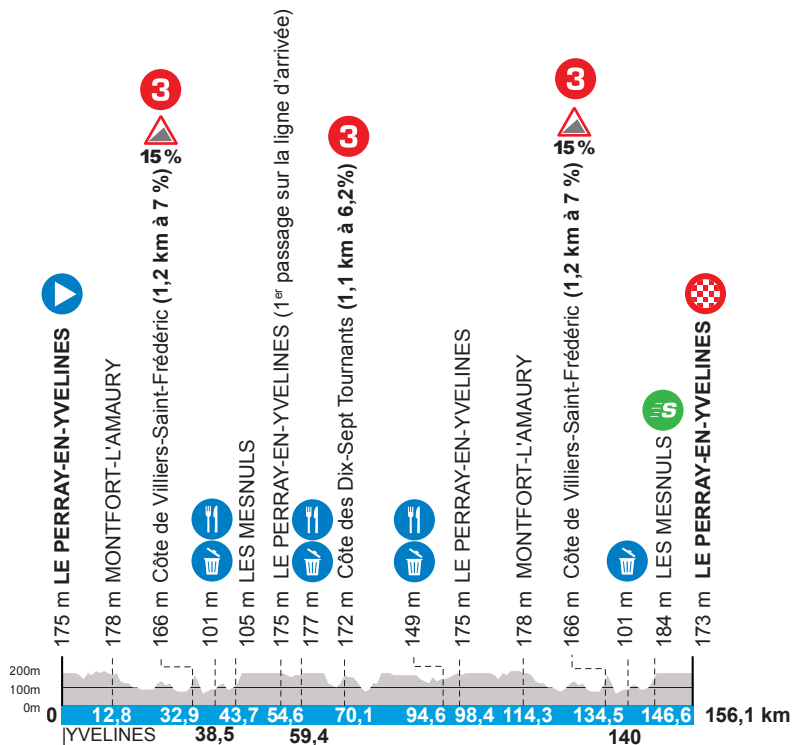 3
15 %
3
3
15 %
175 m LE PERRAY-EN-YVELINES
178 m MONTFORT-L'AMAURY
166 m Côte de Villiers-Saint-Frédéric (1,2 km à 7 %)
101 m
105 m LES MESNULS
175 m LE PERRAY-EN-YVELINES (1er passage sur la ligne d'arrivée)
177 m
172 m Côte des Dix-Sept Tournants (1,1 km à 6,2%)
149 m
175 m LE PERRAY-EN-YVELINES
178 m MONTFORT-L'AMAURY
166 m Côte de Villiers-Saint-Frédéric (1,2 km à 7 %)
101 m
S
184 m LES MESNULS
173 m LE PERRAY-EN-YVELINES
200m
100m
0m
0 12,8 32,9 43,7 54,6 70,1 94,6 98,4 114,3 134,5 146,6 156,1 km
YVELINES 38,5 59,4 140